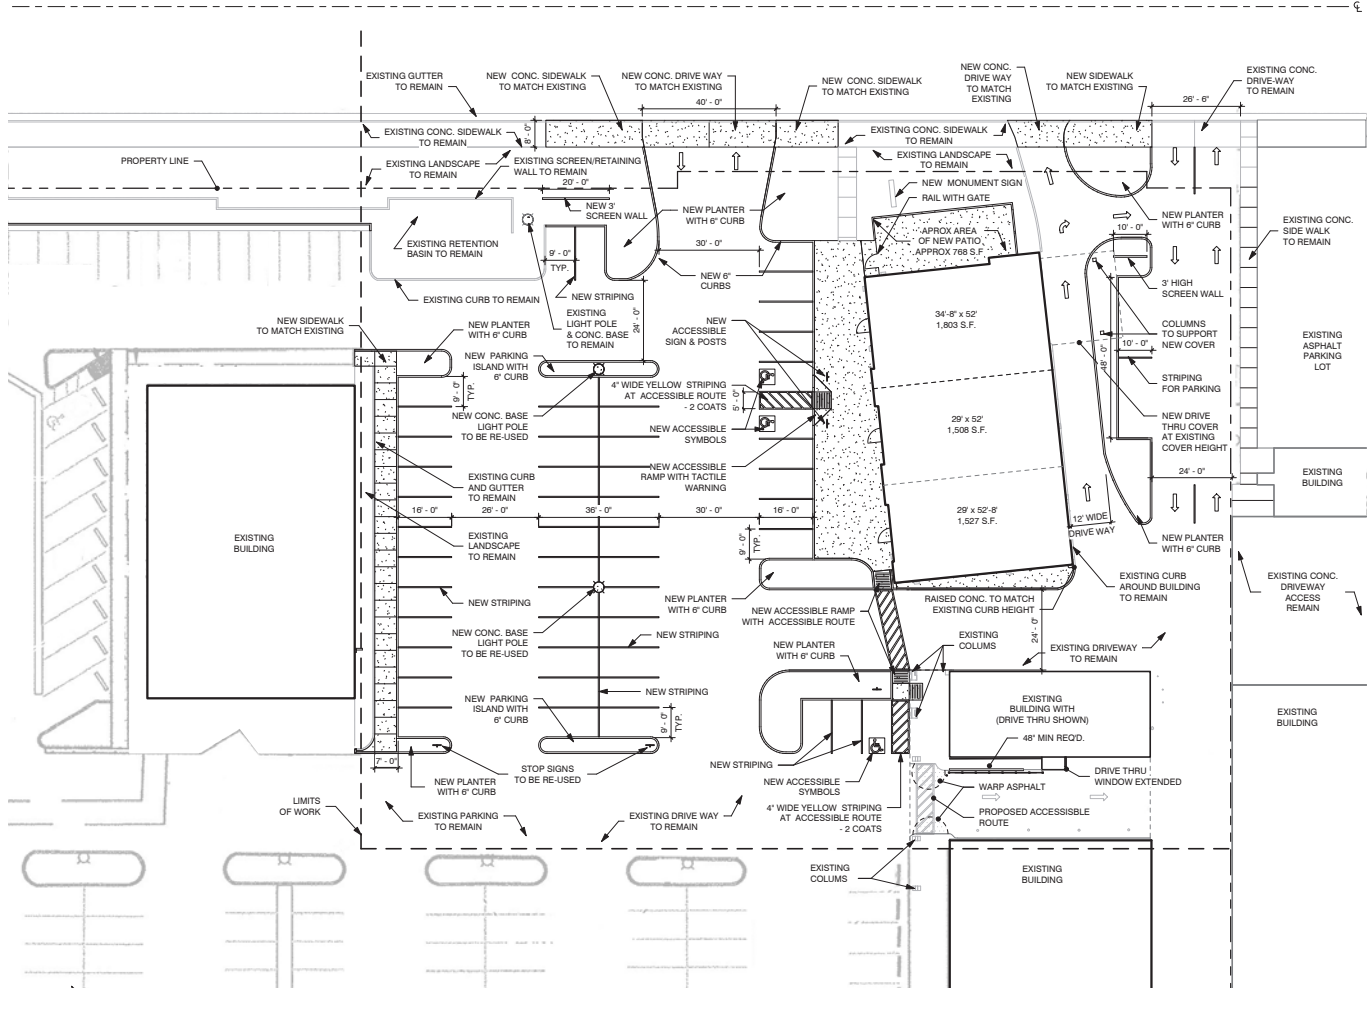 ℄
EXISTING GUTTER
TO REMAIN
NEW CONC. SIDEWALK
TO MATCH EXISTING
NEW CONC. DRIVE WAY
TO MATCH EXISTING
NEW CONC. SIDEWALK
TO MATCH EXISTING
NEW CONC.
DRIVE WAY
TO MATCH
EXISTING
NEW SIDEWALK
TO MATCH EXISTING
EXISTING CONC.
DRIVE-WAY
TO REMAIN
40' - 0"
26' - 6"
8' - 0"
EXISTING CONC. SIDEWALK
TO REMAIN
EXISTING CONC. SIDEWALK
TO REMAIN
PROPERTY LINE
EXISTING LANDSCAPE
TO REMAIN
EXISTING SCREEN/RETAINING
WALL TO REMAIN
EXISTING LANDSCAPE
TO REMAIN
20' - 0"
NEW 3'
SCREEN WALL
NEW PLANTER
WITH 6" CURB
NEW MONUMENT SIGN
RAIL WITH GATE
NEW PLANTER
WITH 6" CURB
EXISTING CONC.
SIDE WALK
TO REMAIN
APROX AREA
OF NEW PATIO
APPROX 768 S.F
10' - 0"
EXISTING RETENTION
BASIN TO REMAIN
9' - 0"
TYP.
30' - 0"
NEW 6"
CURBS
3' HIGH
SCREEN WALL
EXISTING CURB TO REMAIN
NEW STRIPING
EXISTING
LIGHT POLE
& CONC. BASE
TO REMAIN
24' - 0"
NEW SIDEWALK
TO MATCH EXISTING
NEW PLANTER
WITH 6" CURB
NEW
ACCESSIBLE
SIGN & POSTS
34'-8" x 52'
1,803 S.F.
COLUMNS
TO SUPPORT
NEW COVER
10' - 0"
48' - 0"
EXISTING
ASPHALT
PARKING
LOT
NEW PARKING
ISLAND WITH
6" CURB
9' - 0"
TYP.
4" WIDE YELLOW STRIPING
AT ACCESSIBLE ROUTE
- 2 COATS
5' - 0"
STRIPING
FOR PARKING
NEW CONC. BASE
LIGHT POLE
TO BE RE-USED
NEW ACCESSIBLE
SYMBOLS
29' x 52'
1,508 S.F.
NEW DRIVE
THRU COVER
AT EXISTING
COVER HEIGHT
EXISTING CURB
AND GUTTER
TO REMAIN
NEW ACCESSIBLE
RAMP WITH TACTILE
WARNING
24' - 0"
EXISTING
BUILDING
16' - 0"
26' - 0"
36' - 0"
30' - 0"
16' - 0"
29' x 52'-8'
1,527 S.F.
12' WIDE
DRIVE WAY
EXISTING
BUILDING
EXISTING
LANDSCAPE
TO REMAIN
9' - 0"
TYP.
NEW PLANTER
WITH 6" CURB
EXISTING CURB
AROUND BUILDING
TO REMAIN
EXISTING CONC.
DRIVEWAY
ACCESS
REMAIN
NEW STRIPING
NEW PLANTER
WITH 6" CURB
RAISED CONC. TO MATCH
EXISTING CURB HEIGHT
NEW ACCESSIBLE RAMP
WITH ACCESSIBLE ROUTE
24' - 0"
NEW CONC. BASE
LIGHT POLE
TO BE RE-USED
NEW STRIPING
EXISTING
COLUMS
NEW PLANTER
WITH 6" CURB
EXISTING DRIVEWAY
TO REMAIN
NEW STRIPING
NEW PARKING
ISLAND WITH
6" CURB
9' - 0"
TYP.
EXISTING
BUILDING WITH
(DRIVE THRU SHOWN)
EXISTING
BUILDING
48" MIN REQ'D.
7' - 0"
STOP SIGNS
TO BE RE-USED
NEW STRIPING
NEW PLANTER
WITH 6" CURB
NEW ACCESSIBLE
SYMBOLS
DRIVE THRU
WINDOW EXTENDED
WARP ASPHALT
LIMITS
OF WORK
EXISTING PARKING
TO REMAIN
EXISTING DRIVE WAY
TO REMAIN
4" WIDE YELLOW STRIPING
AT ACCESSIBLE ROUTE
- 2 COATS
PROPOSED ACCESSISBLE
ROUTE
EXISTING
COLUMS
EXISTING
BUILDING